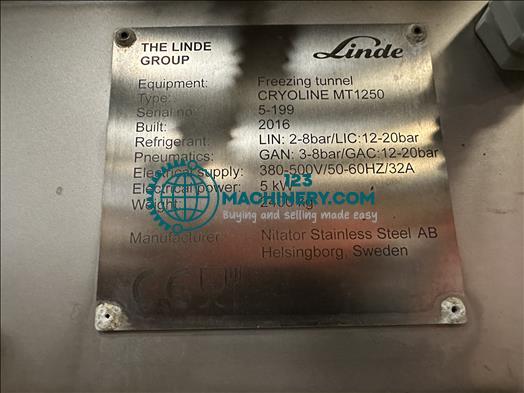 THE LINDE
GROUP
Linde
Equipment: Freezing tunnel
Type: CRYOLINE MT1250
Serial no: 5-199
Built: 2016
Refrigerant: LIN: 2-8bar/LIC:12-20bar
Pneumatics: GAN: 3-8bar/GAC:12-20bar
Electrical supply: 380-500V/50-60HZ/32A
Electrical power: 5 kW
Weight: kg
123
MACHINERY.COM
Buying and selling made easy
Manufacturer Nitator Stainless Steel AB
Helsingborg, Sweden
CE